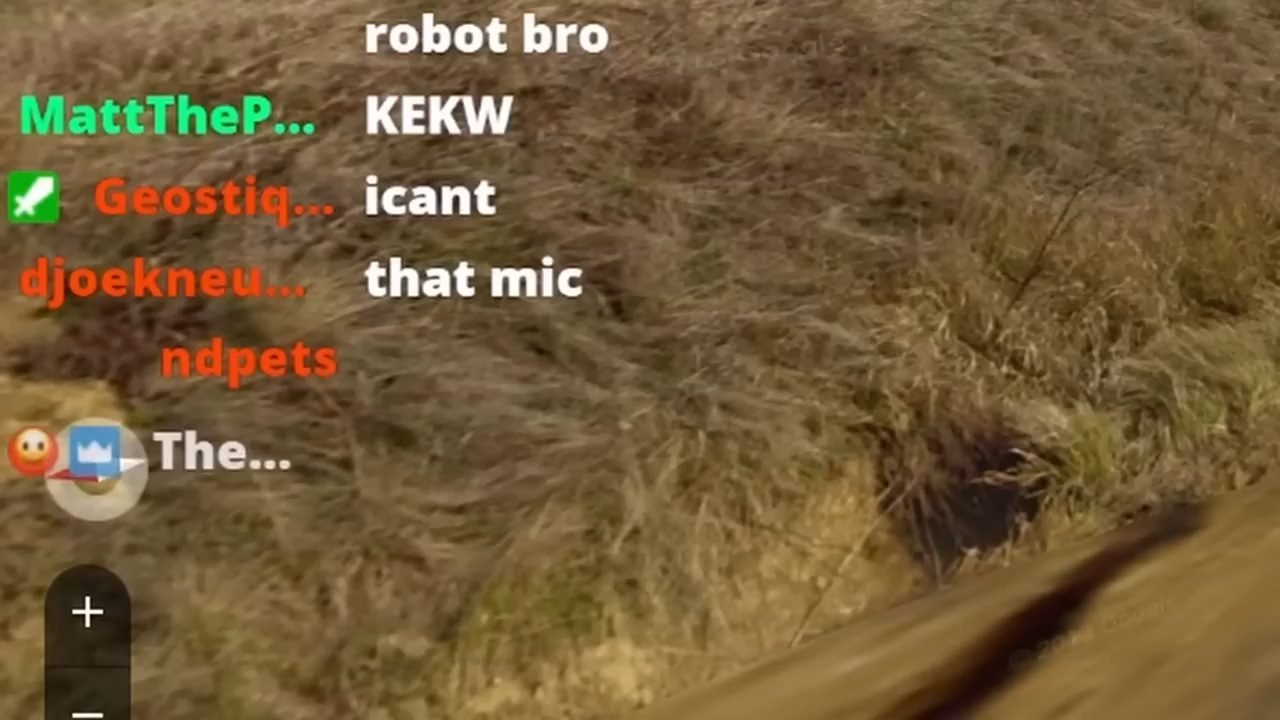 robot bro
MattTheP... KEKW
Geostiq... icant
djoekneu... that mic
ndpets
The...
+
−